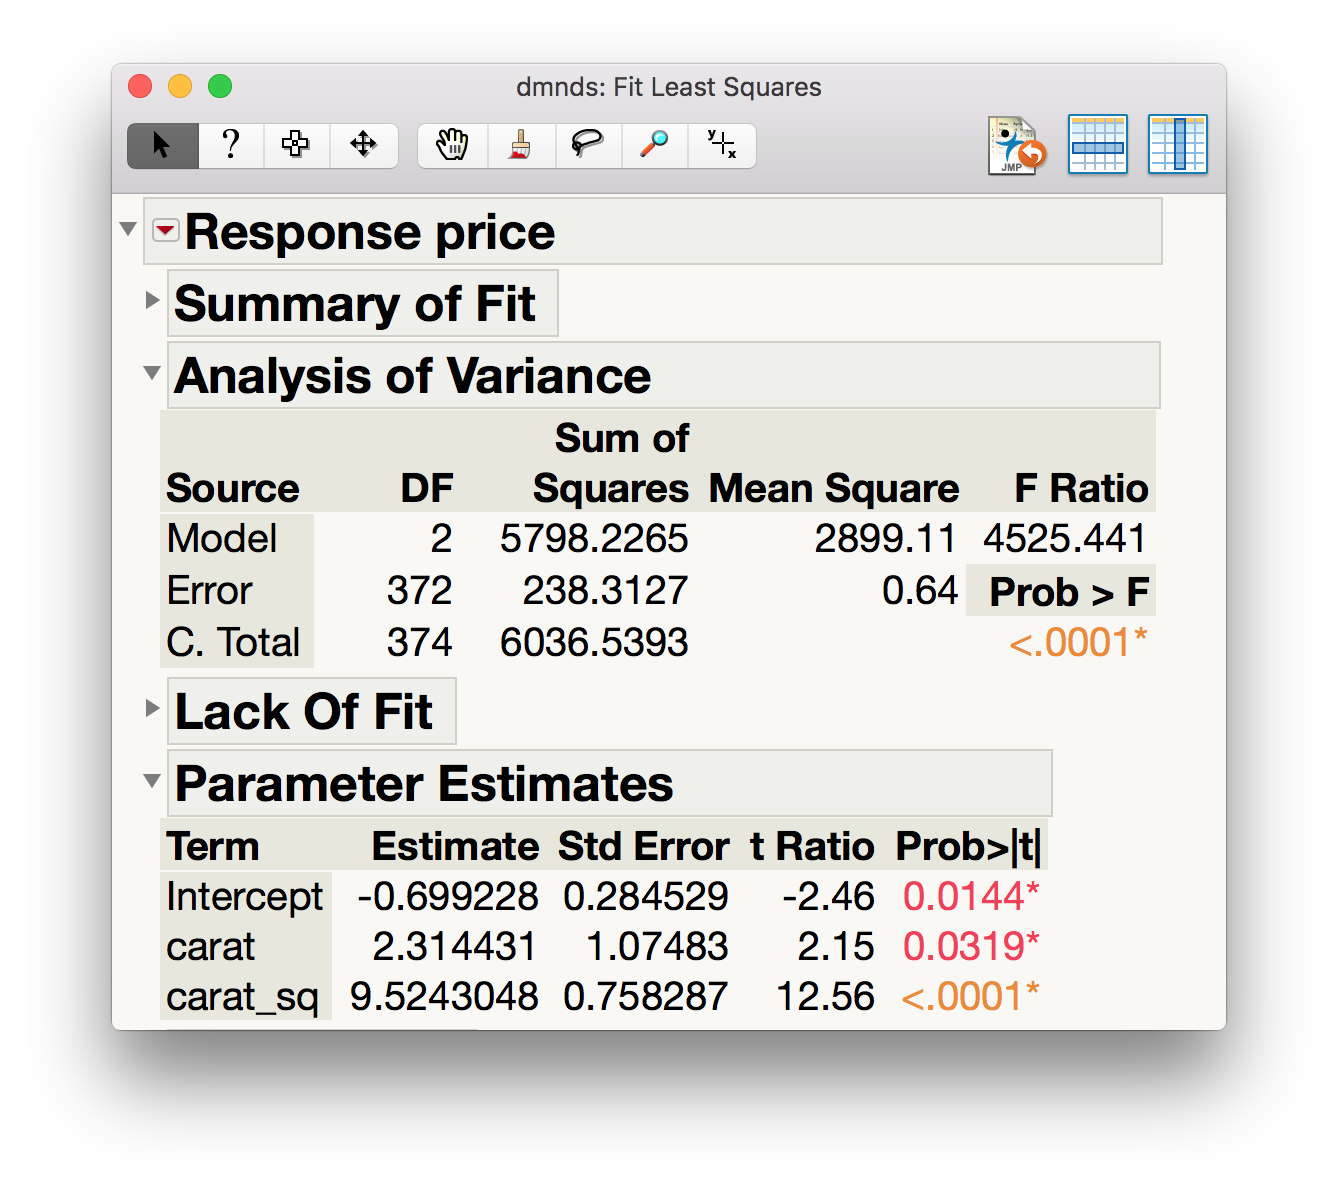 dmnds: Fit Least Squares
?
JMP
y
x
Response price
Summary of Fit
Analysis of Variance
Sum of
Source DF Squares Mean Square F Ratio
Model 2 5798.2265 2899.11 4525.441
Error 372 238.3127 0.64 Prob > F
C. Total 374 6036.5393 <.0001*
Lack Of Fit
Parameter Estimates
Term Estimate Std Error t Ratio Prob>|t|
Intercept -0.699228 0.284529 -2.46 0.0144*
carat 2.314431 1.07483 2.15 0.0319*
carat_sq 9.5243048 0.758287 12.56 <.0001*